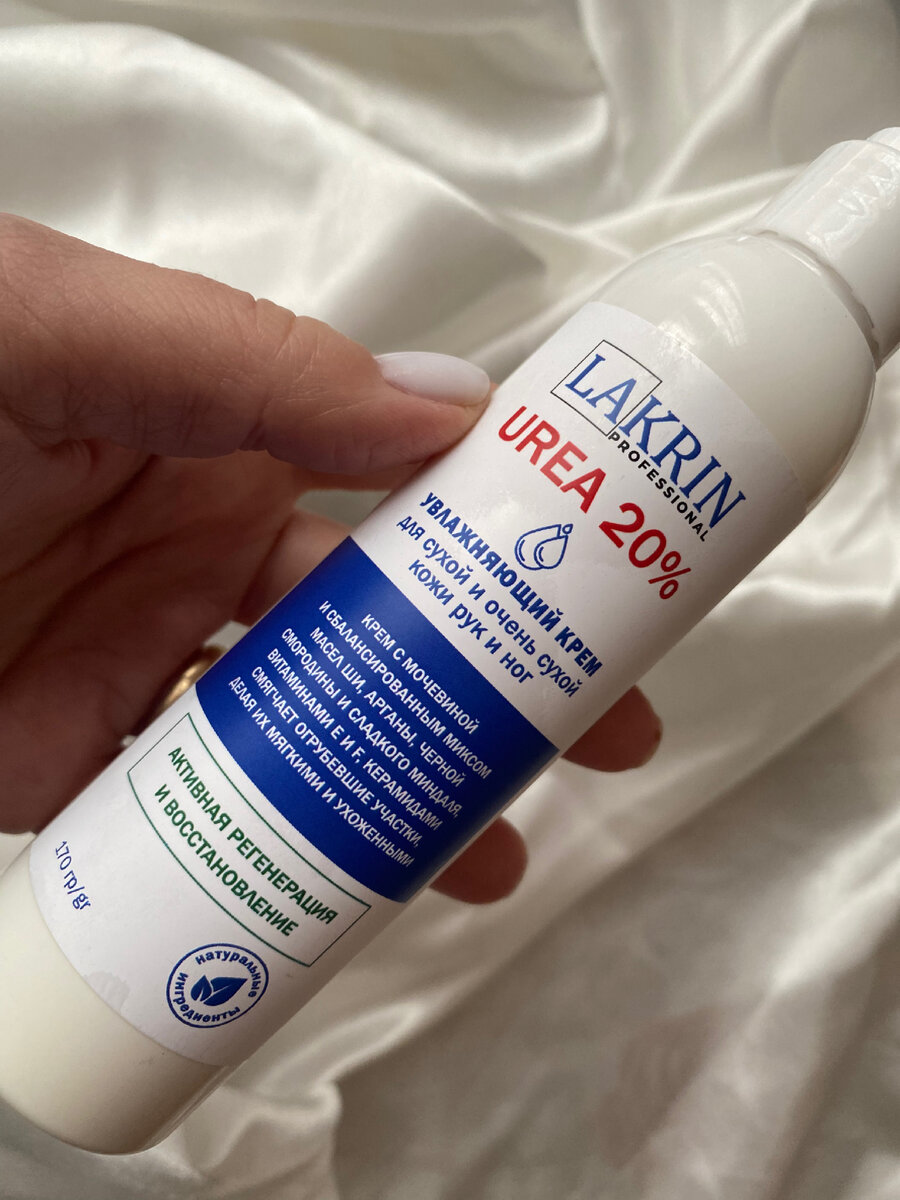 LAKRIN
PROFESSIONAL
UREA 20%
УВЛАЖНЯЮЩИЙ КРЕМ
для сухой и очень сухой
кожи рук и ног
КРЕМ С МОЧЕВИНОЙ
И СБАЛАНСИРОВАННЫМ МИКСОМ
МАСЕЛ ШИ, АРГАНЫ, ЧЕРНОЙ
СМОРОДИНЫ И СЛАДКОГО МИНДАЛЯ,
ВИТАМИНАМИ Е И F, КЕРАМИДАМИ
СМЯГЧАЕТ ОГРУБЕВШИЕ УЧАСТКИ,
ДЕЛАЯ ИХ МЯГКИМИ И УХОЖЕННЫМИ
АКТИВНАЯ РЕГЕНЕРАЦИЯ
И ВОССТАНОВЛЕНИЕ
170 гр/gr
натуральные
ингредиенты